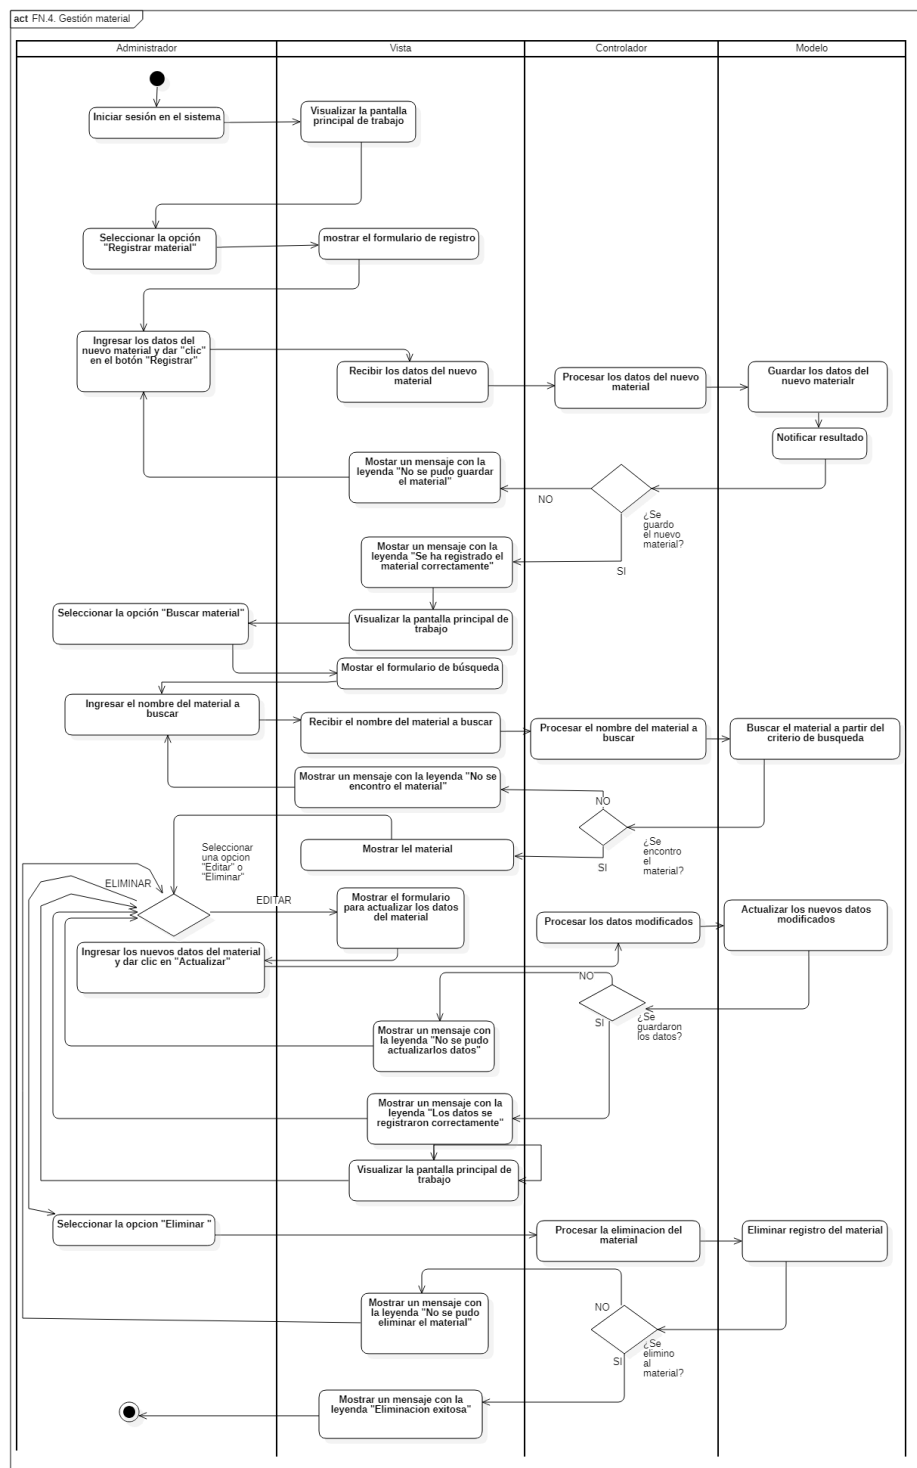 act FN.4. Gestión material
Administrador
Vista
Controlador
Modelo
Iniciar sesión en el sistema
Visualizar la pantalla
principal de trabajo
Seleccionar la opción
"Registrar material"
mostrar el formulario de registro
Ingresar los datos del
nuevo material y dar "clic"
en el botón "Registrar"
Recibir los datos del nuevo
material
Procesar los datos del nuevo
material
Guardar los datos del
nuevo materialr
Notificar resultado
Mostar un mensaje con la
leyenda "No se pudo guardar
el material"
NO
¿Se
guardo
el nuevo
material?
SI
Mostar un mensaje con la
leyenda "Se ha registrado el
material correctamente"
Seleccionar la opción "Buscar material"
Visualizar la pantalla principal de
trabajo
Mostar el formulario de búsqueda
Ingresar el nombre del material a
buscar
Recibir el nombre del material a buscar
Procesar el nombre del material a
buscar
Buscar el material a partir del
criterio de busqueda
Mostrar un mensaje con la leyenda "No se
encontro el material"
NO
¿Se
encontro
el
material?
SI
Mostrar lel material
Seleccionar
una opcion
"Editar" o
"Eliminar"
ELIMINAR
EDITAR
Mostrar el formulario
para actualizar los datos
del material
Procesar los datos modificados
Actualizar los nuevos datos
modificados
Ingresar los nuevos datos del material
y dar clic en "Actualizar"
NO
SI
¿Se
guardaron
los datos?
Mostrar un mensaje con
la leyenda "No se pudo
actualizarlos datos"
Mostrar un mensaje con la
leyenda "Los datos se
registraron correctamente"
Visualizar la pantalla principal de
trabajo
Seleccionar la opcion "Eliminar "
Procesar la eliminacion del
material
Eliminar registro del material
Mostrar un mensaje con
la leyenda "No se pudo
eliminar el material"
NO
SI
¿Se
elimino
al
material?
Mostrar un mensaje con la
leyenda "Eliminacion exitosa"